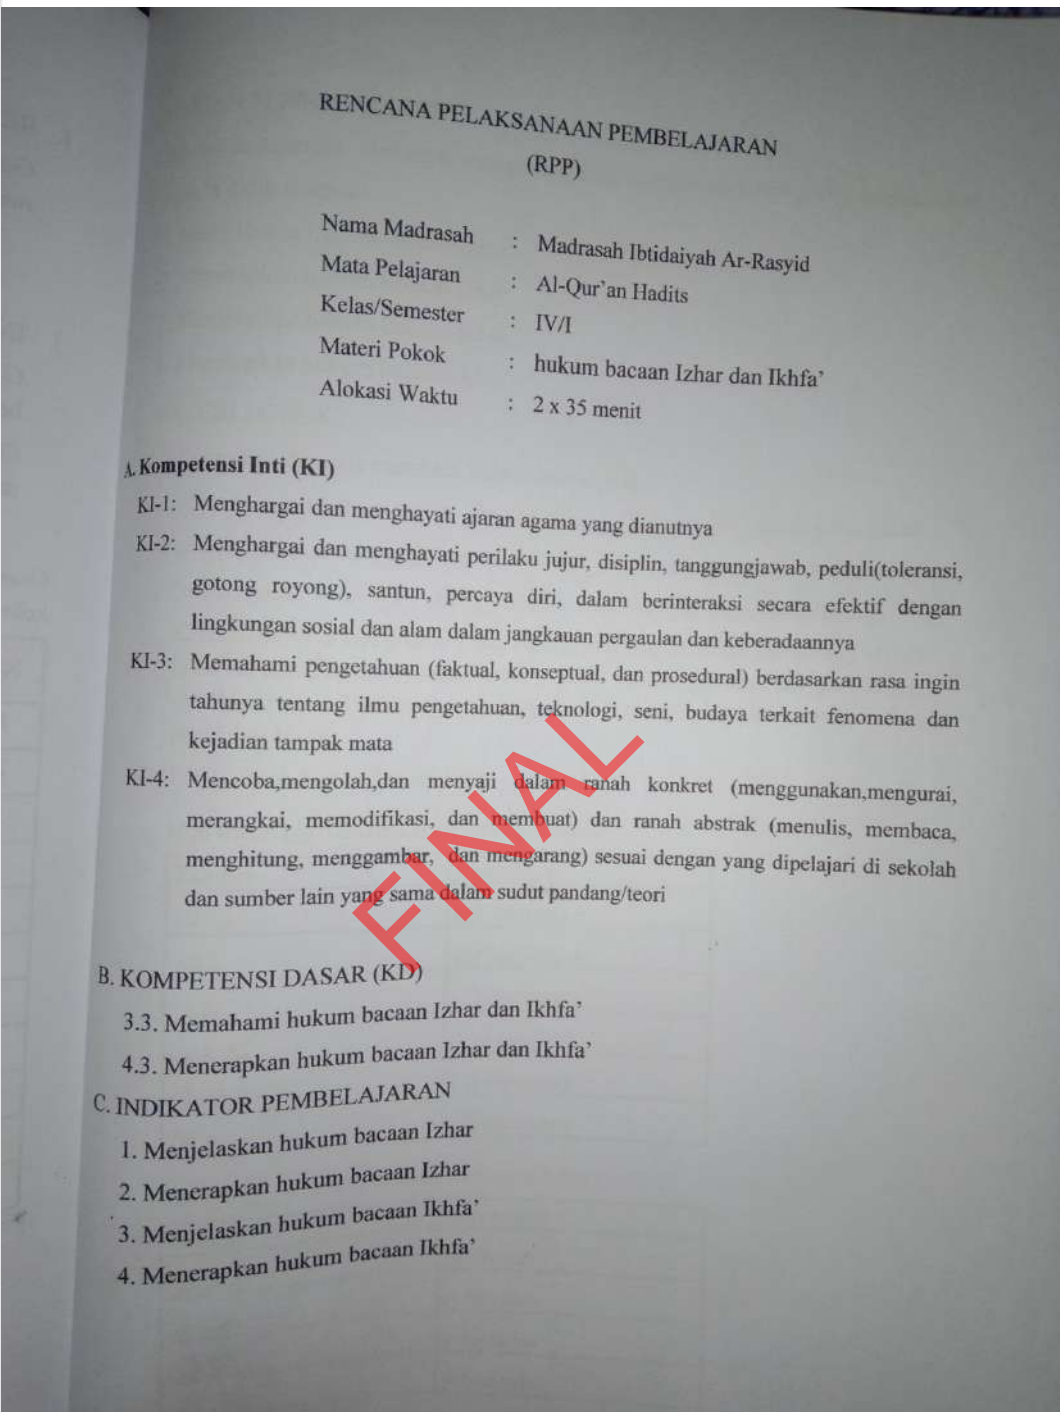 RENCANA PELAKSANAAN PEMBELAJARAN
(RPP)
Nama Madrasah : Madrasah Ibtidaiyah Ar-Rasyid
Mata Pelajaran : Al-Qur'an Hadits
Kelas/Semester : IV/I
Materi Pokok : hukum bacaan Izhar dan Ikhfa'
Alokasi Waktu : 2 x 35 menit
A. Kompetensi Inti (KI)
KI-1: Menghargai dan menghayati ajaran agama yang dianutnya
KI-2: Menghargai dan menghayati perilaku jujur, disiplin, tanggungjawab, peduli(toleransi,
gotong royong), santun, percaya diri, dalam berinteraksi secara efektif dengan
lingkungan sosial dan alam dalam jangkauan pergaulan dan keberadaannya
KI-3: Memahami pengetahuan (faktual, konseptual, dan prosedural) berdasarkan rasa ingin
tahunya tentang ilmu pengetahuan, teknologi, seni, budaya terkait fenomena dan
kejadian tampak mata
KI-4: Mencoba,mengolah,dan menyaji dalam ranah konkret (menggunakan,mengurai,
merangkai, memodifikasi, dan membuat) dan ranah abstrak (menulis, membaca,
menghitung, menggambar, dan mengarang) sesuai dengan yang dipelajari di sekolah
dan sumber lain yang sama dalam sudut pandang/teori
FINAL
B. KOMPETENSI DASAR (KD)
3.3. Memahami hukum bacaan Izhar dan Ikhfa'
4.3. Menerapkan hukum bacaan Izhar dan Ikhfa'
C. INDIKATOR PEMBELAJARAN
1. Menjelaskan hukum bacaan Izhar
2. Menerapkan hukum bacaan Izhar
3. Menjelaskan hukum bacaan Ikhfa'
4. Menerapkan hukum bacaan Ikhfa'